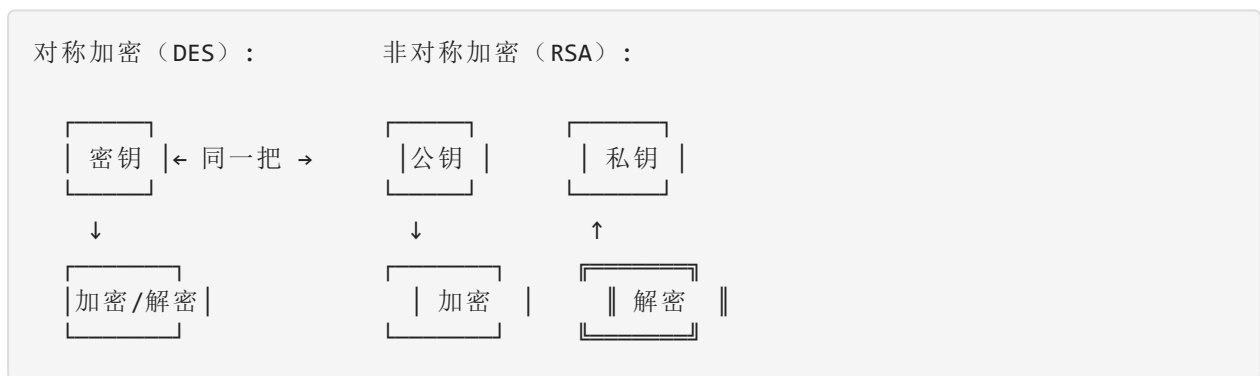 对称加密（DES）: 非对称加密（RSA）:
密钥 ← 同一把 → 公钥 私钥
↓ ↓ ↑
加密/解密 加密 解密